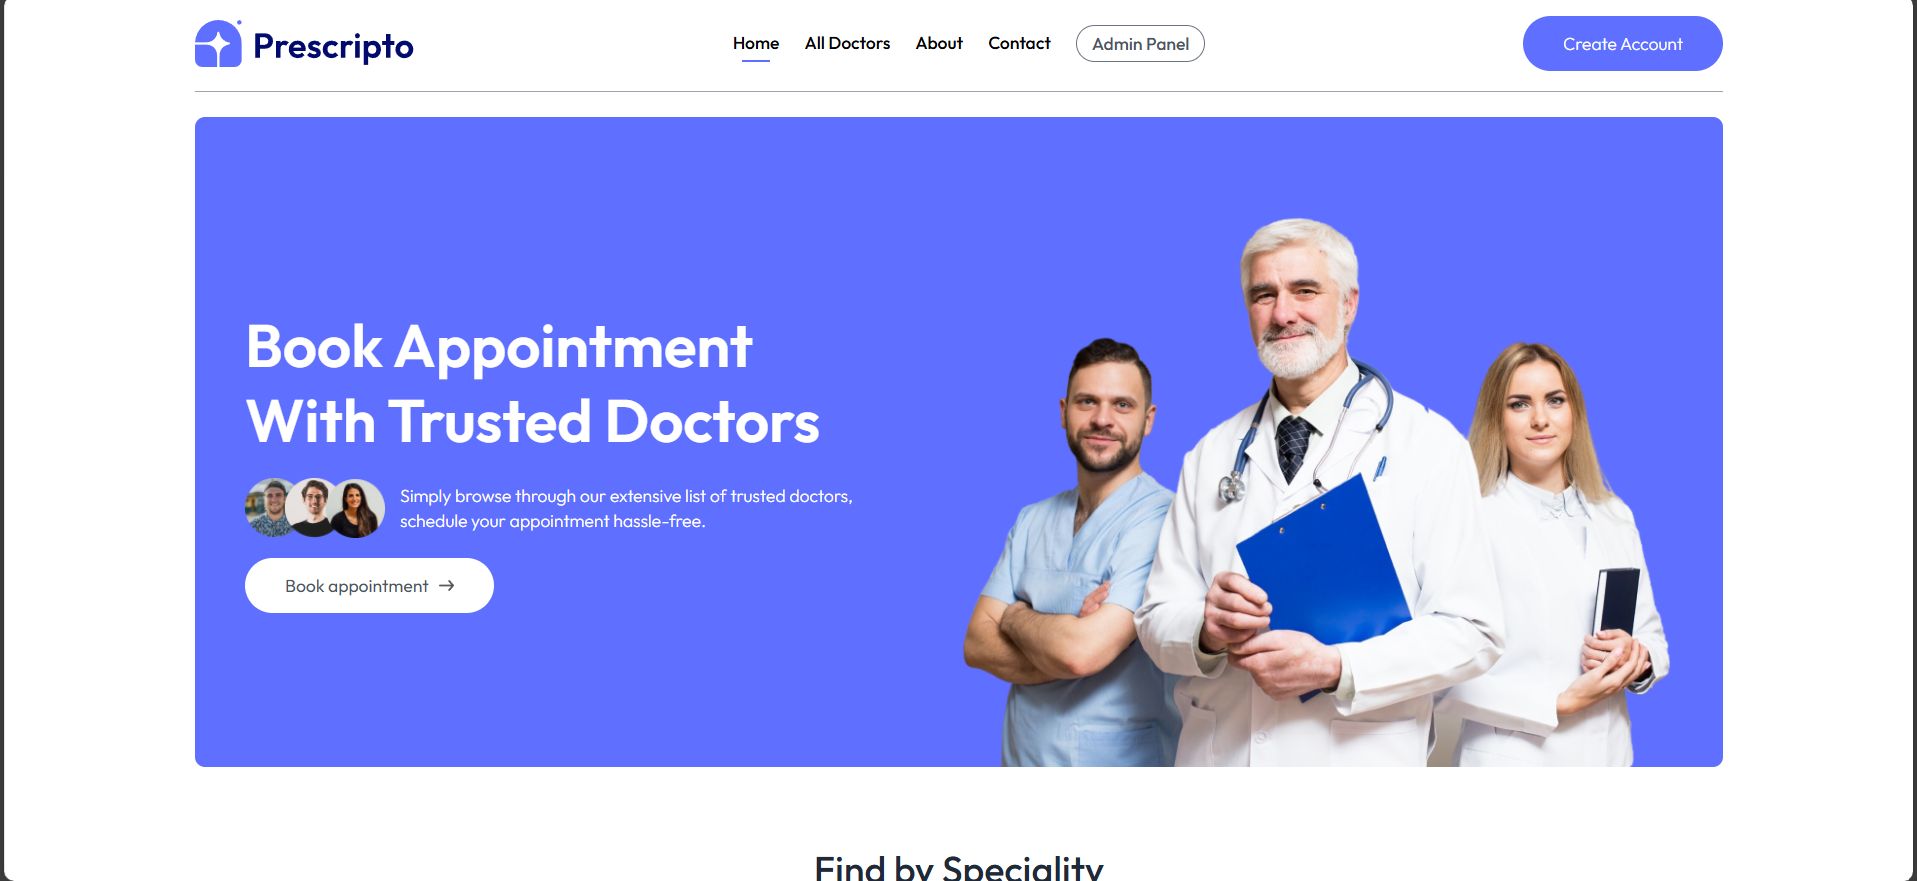 Prescripto
Home
All Doctors
About
Contact
Admin Panel
Create Account
Book Appointment
With Trusted Doctors
Simply browse through our extensive list of trusted doctors,
schedule your appointment hassle-free.
Book appointment →
Find by Speciality